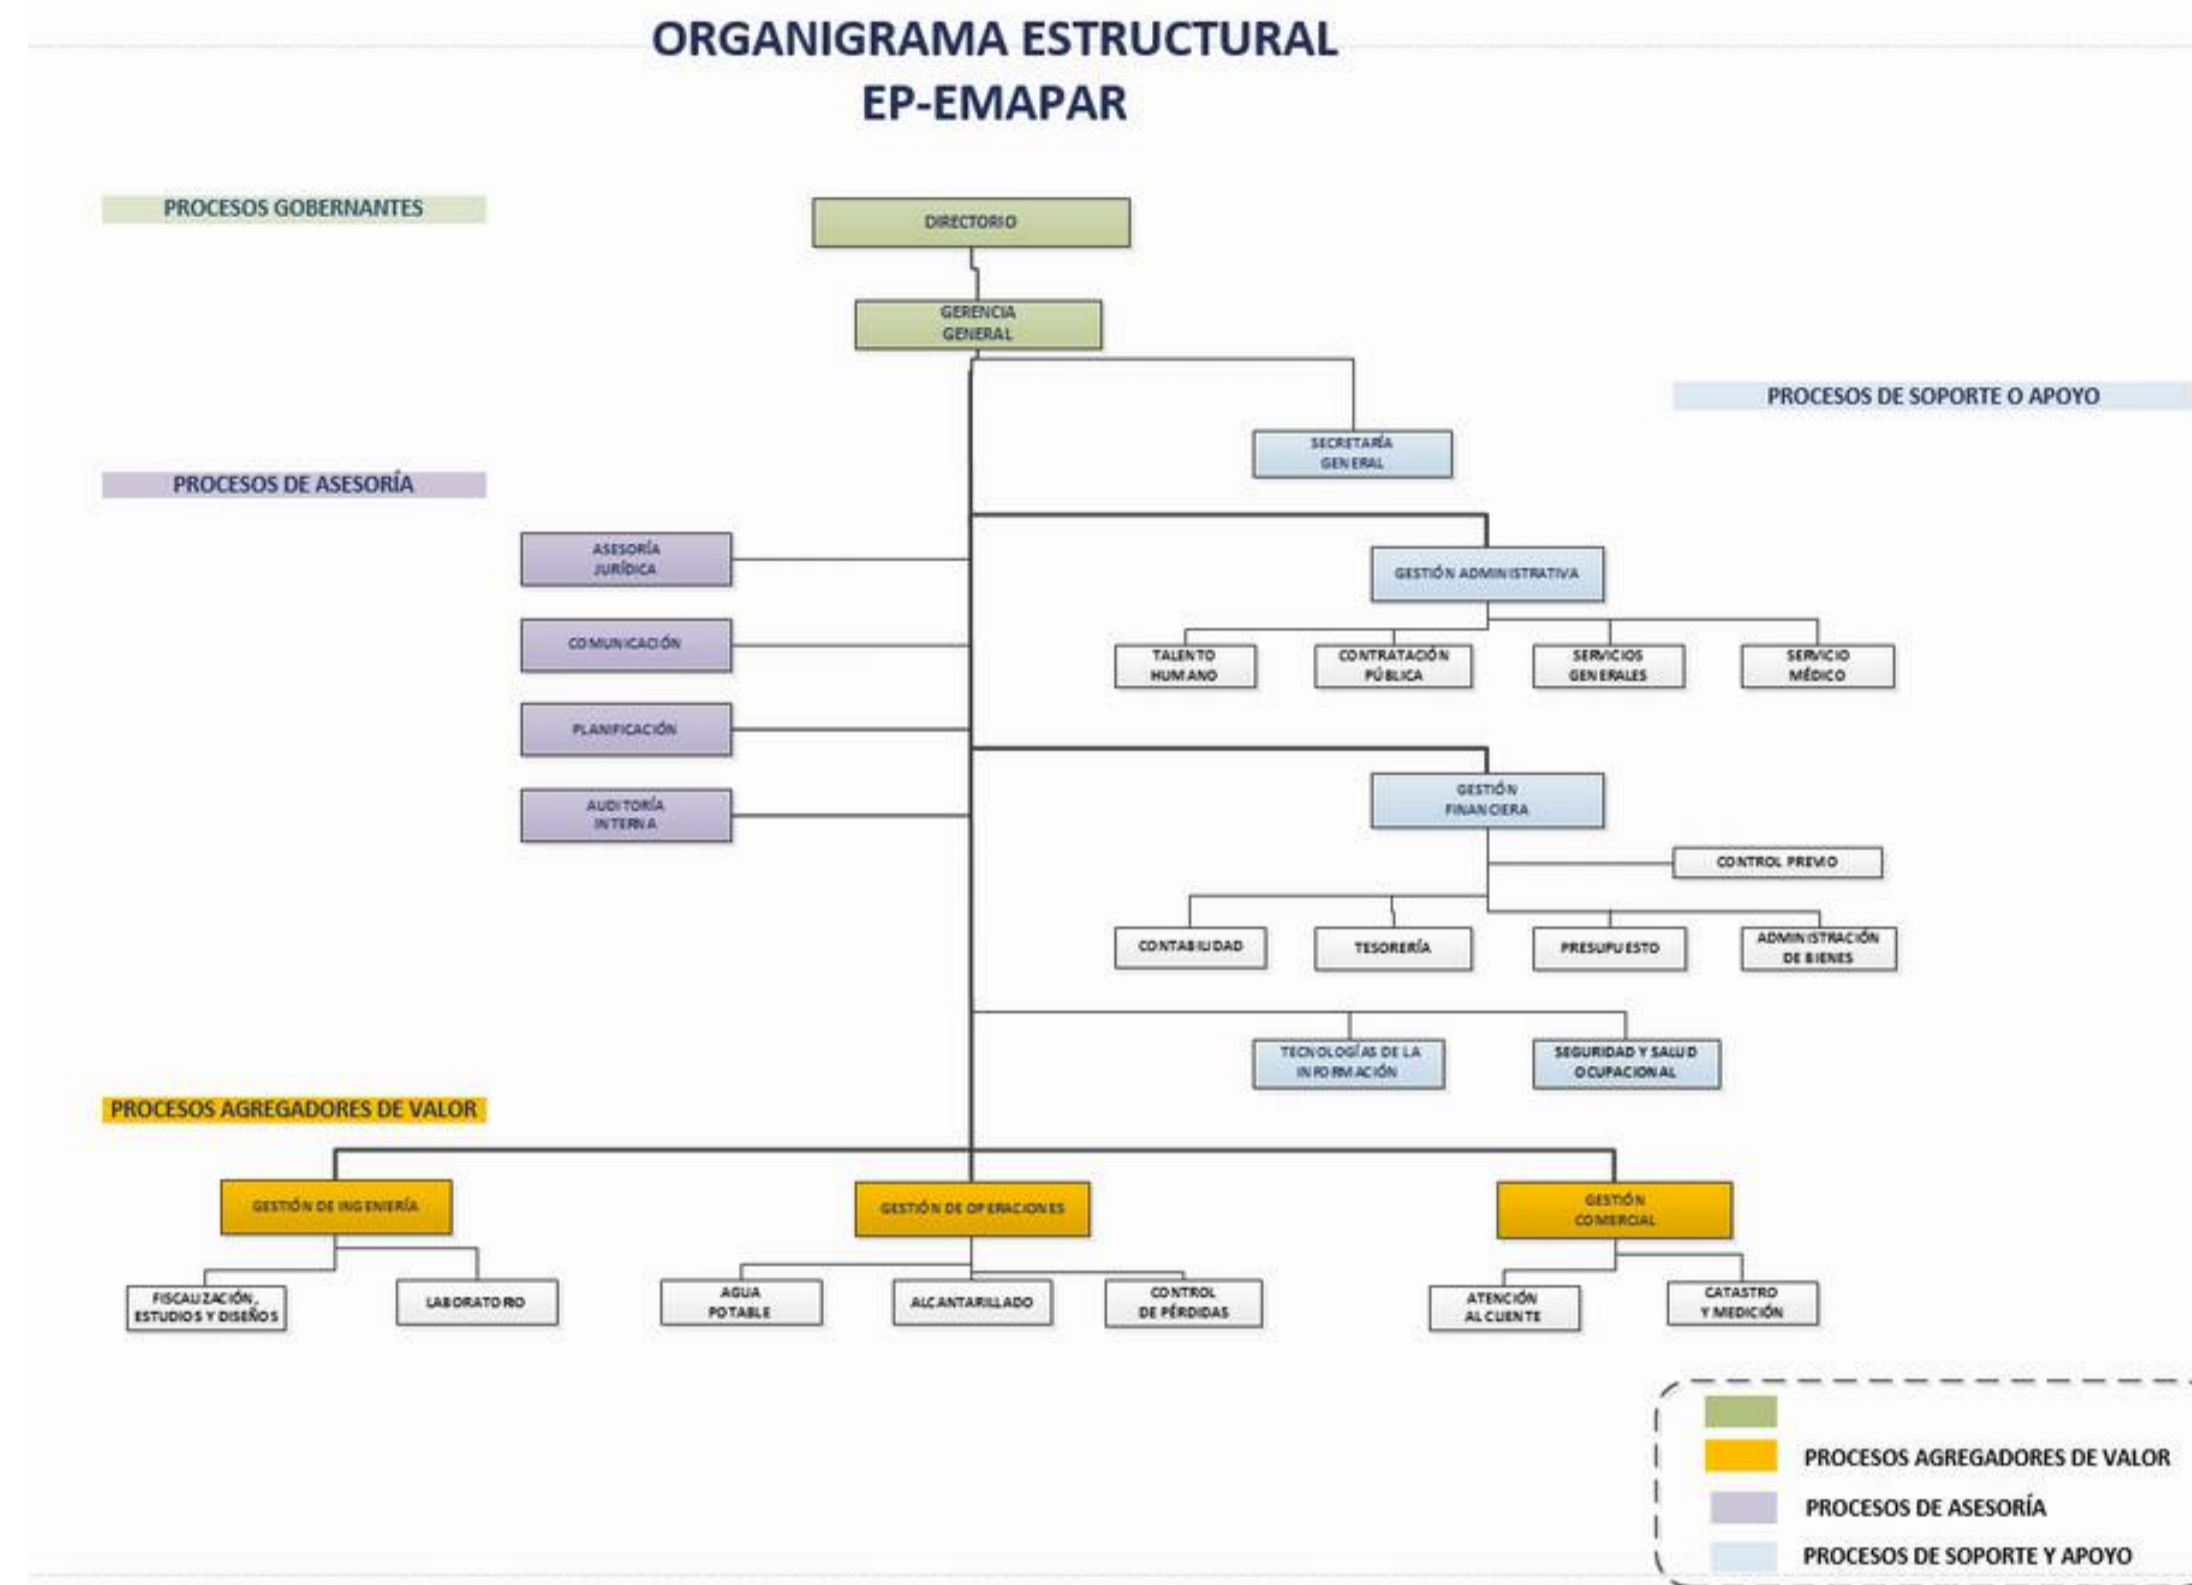 ORGANIGRAMA ESTRUCTURAL
EP-EMAPAR
PROCESOS GOBERNANTES
DIRECTORIO
GERENCIA
GENERAL
PROCESOS DE SOPORTE O APOYO
SECRETARÍA
GENERAL
PROCESOS DE ASESORÍA
ASESORÍA
JURÍDICA
COMUNICACIÓN
PLANIFICACIÓN
AUDITORÍA
INTERNA
GESTIÓN ADMINISTRATIVA
TALENTO
HUMANO
CONTRATACIÓN
PÚBLICA
SERVICIOS
GENERALES
SERVICIO
MÉDICO
GESTIÓN
FINANCIERA
CONTROL PREVIO
CONTABILIDAD
TESORERÍA
PRESUPUESTO
ADMINISTRACIÓN
DE BIENES
TECNOLOGÍAS DE LA
INFORMACIÓN
SEGURIDAD Y SALUD
OCUPACIONAL
PROCESOS AGREGADORES DE VALOR
GESTIÓN DE INGENIERÍA
GESTIÓN DE OPERACIONES
GESTIÓN
COMERCIAL
FISCALIZACIÓN,
ESTUDIOS Y DISEÑOS
LABORATORIO
AGUA
POTABLE
ALCANTARILLADO
CONTROL
DE PÉRDIDAS
ATENCIÓN
AL CLIENTE
CATASTRO
Y MEDICIÓN
PROCESOS AGREGADORES DE VALOR
PROCESOS DE ASESORÍA
PROCESOS DE SOPORTE Y APOYO